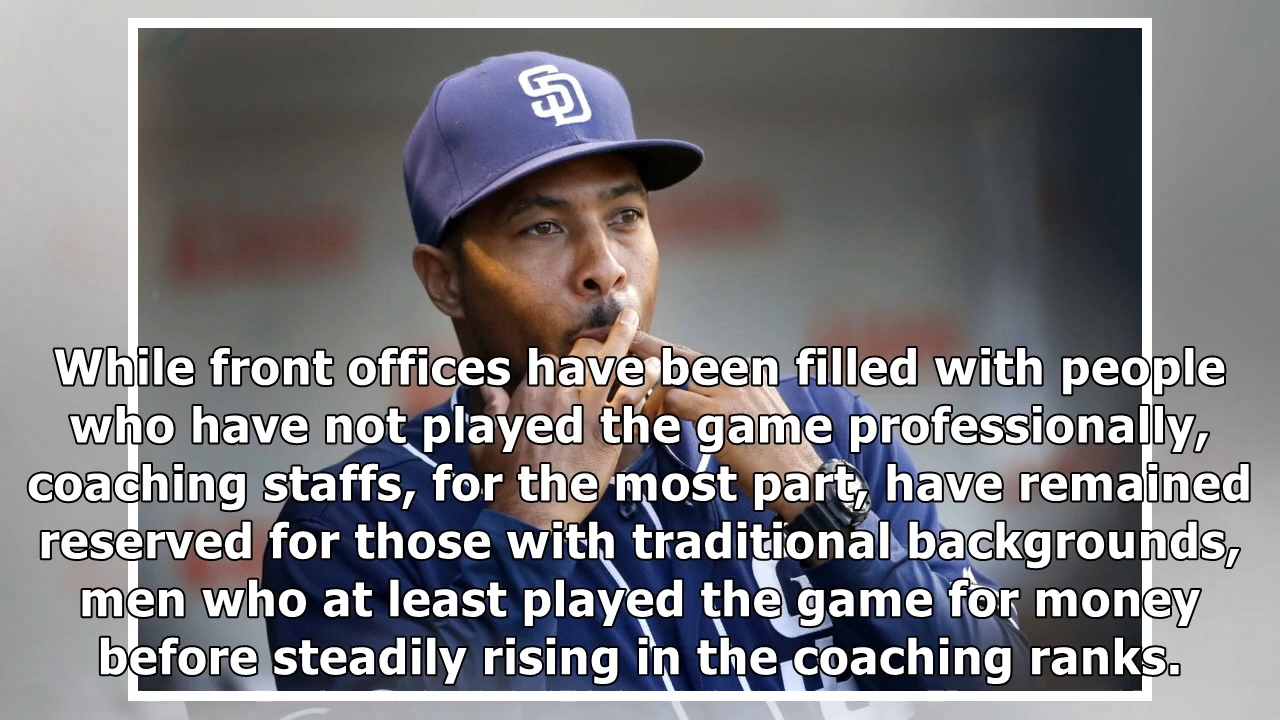 SD
While front offices have been filled with people
who have not played the game professionally,
coaching staffs, for the most part, have remained
reserved for those with traditional backgrounds,
men who at least played the game for money
before steadily rising in the coaching ranks.